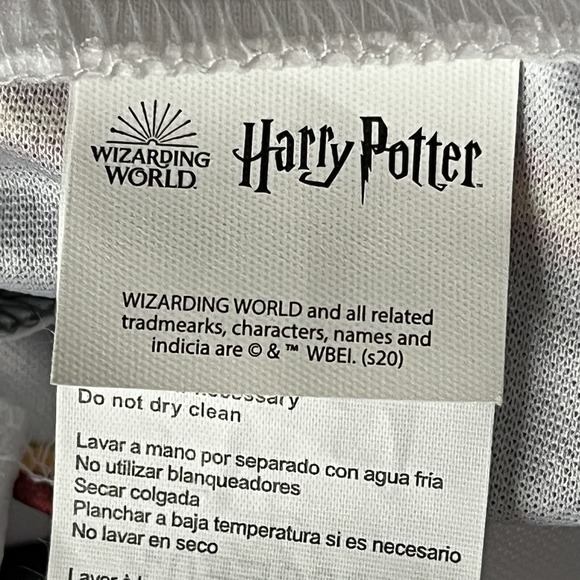 WIZARDING
WORLD.
Harry Potter™
WIZARDING WORLD and all related
tradmearks, characters, names and
indicia are © & ™ WBEI. (s20)
Do not dry clean
Lavar a mano por separado con agua fría
No utilizar blanqueadores
Secar colgada
Planchar a baja temperatura si es necesario
No lavar en seco